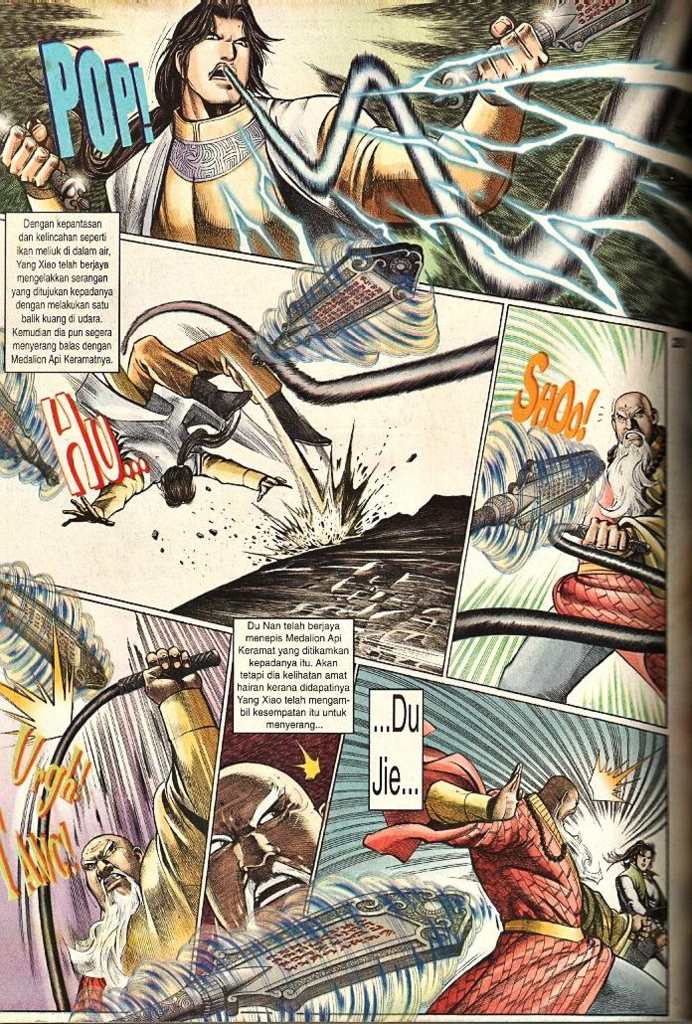 POP!
Dengan kepantasan
dan kelincahan seperti
ikan meliuk di dalam air,
Yang Xiao telah berjaya
mengelakkan serangan
yang ditujukan kepadanya
dengan melakukan satu
balik kuang di udara.
Kemudian dia pun segera
menyerang balas dengan
Medalion Api Keramatnya.
HU...
SHOO!
Du Nan telah berjaya
menepis Medalion Api
Keramat yang ditikamkan
kepadanya itu. Akan
tetapi dia kelihatan amat
hairan kerana didapatinya
Yang Xiao telah mengam-
bil kesempatan itu untuk
menyerang...
Urgh!
TANG!
...Du
Jie...